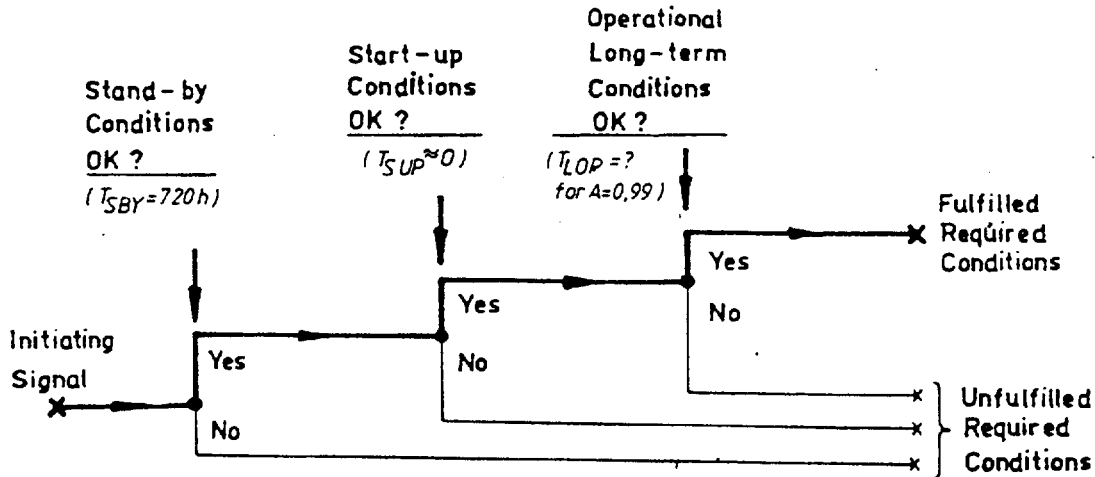 Stand-by
Conditions
OK ?
(T_SBY=720h)
Start-up
Conditions
OK ?
(T_SUP≈0)
Operational
Long-term
Conditions
OK ?
(T_LOP=?
for A=0,99)
Initiating
Signal
Yes
No
Yes
No
Yes
No
Fulfilled
Required
Conditions
Unfulfilled
Required
Conditions